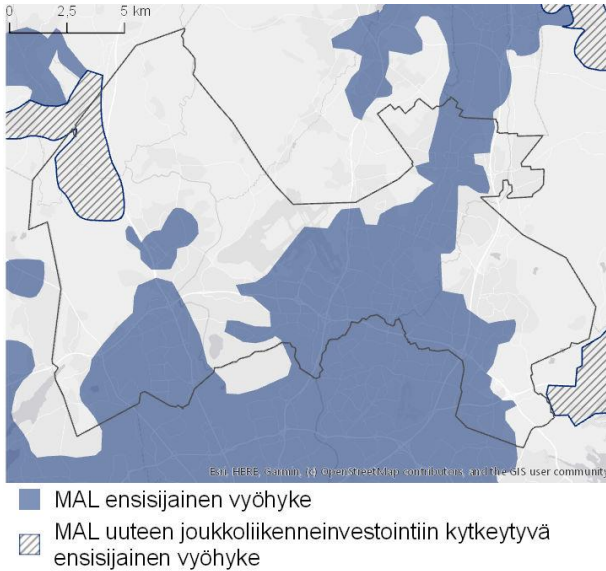 0 2,5 5 km
Esri, HERE, Garmin, (c) OpenStreetMap contributors, and the GIS user community
MAL ensisijainen vyöhyke
MAL uuteen joukkoliikenneinvestointiin kytkeytyvä
ensisijainen vyöhyke